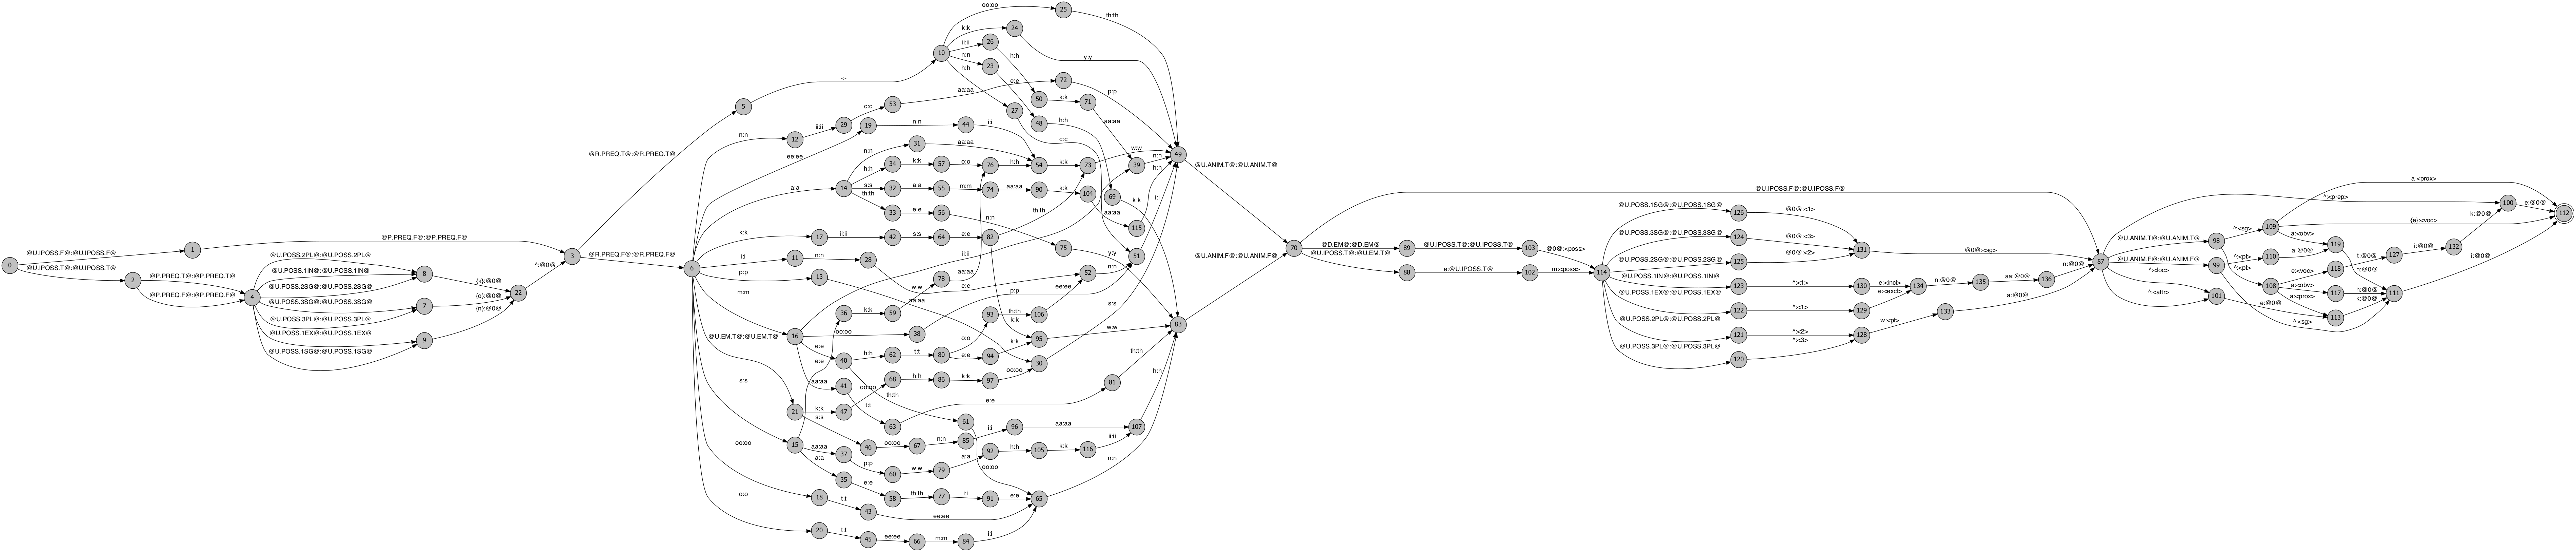 0
@U.IPOSS.F@:@U.IPOSS.F@
@U.IPOSS.T@:@U.IPOSS.T@
1
2
@P.PREQ.F@:@P.PREQ.F@
@P.PREQ.T@:@P.PREQ.T@
@P.PREQ.F@:@P.PREQ.F@
4
@U.POSS.2PL@:@U.POSS.2PL@
@U.POSS.1IN@:@U.POSS.1IN@
@U.POSS.2SG@:@U.POSS.2SG@
@U.POSS.3SG@:@U.POSS.3SG@
@U.POSS.3PL@:@U.POSS.3PL@
@U.POSS.1EX@:@U.POSS.1EX@
@U.POSS.1SG@:@U.POSS.1SG@
8
7
9
{k}:@0@
{o}:@0@
{n}:@0@
22
^:@0@
3
@R.PREQ.T@:@R.PREQ.T@
@R.PREQ.F@:@R.PREQ.F@
5
-:-
10
oo:oo
k:k
ii:ii
n:n
h:h
25
24
26
23
27
th:th
y:y
h:h
e:e
c:c
50
k:k
71
aa:aa
48
h:h
69
k:k
6
n:n
ee:ee
a:a
k:k
i:i
p:p
m:m
@U.EM.T@:@U.EM.T@
s:s
oo:oo
o:o
12
ii:ii
29
c:c
53
aa:aa
72
p:p
19
n:n
44
i:i
14
n:n
h:h
s:s
th:th
31
aa:aa
54
k:k
73
w:w
34
k:k
57
o:o
76
h:h
32
a:a
55
m:m
74
aa:aa
90
k:k
104
aa:aa
115
h:h
33
e:e
56
n:n
75
y:y
17
ii:ii
42
s:s
64
e:e
82
th:th
k:k
11
n:n
28
e:e
52
n:n
51
i:i
13
aa:aa
16
ii:ii
oo:oo
e:e
aa:aa
39
n:n
38
p:p
40
h:h
th:th
62
t:t
80
o:o
e:e
93
th:th
106
ee:ee
94
k:k
95
w:w
s:s
41
t:t
63
e:e
81
th:th
61
oo:oo
21
k:k
s:s
47
oo:oo
68
h:h
86
k:k
97
oo:oo
30
46
oo:oo
67
n:n
85
i:i
96
aa:aa
107
h:h
15
e:e
aa:aa
a:a
36
k:k
59
w:w
78
aa:aa
37
p:p
60
w:w
79
a:a
92
h:h
105
k:k
116
ii:ii
35
e:e
58
th:th
77
i:i
91
e:e
65
n:n
18
t:t
43
ee:ee
20
t:t
45
ee:ee
66
m:m
84
i:i
49
83
@U.ANIM.T@:@U.ANIM.T@
@U.ANIM.F@:@U.ANIM.F@
70
@U.IPOSS.F@:@U.IPOSS.F@
@D.EM@:@D.EM@
@U.IPOSS.T@:@U.EM.T@
89
@U.IPOSS.T@:@U.IPOSS.T@
103
@0@:<poss>
88
e:@U.IPOSS.T@
102
m:<poss>
114
@U.POSS.1SG@:@U.POSS.1SG@
@U.POSS.3SG@:@U.POSS.3SG@
@U.POSS.2SG@:@U.POSS.2SG@
@U.POSS.1IN@:@U.POSS.1IN@
@U.POSS.1EX@:@U.POSS.1EX@
@U.POSS.2PL@:@U.POSS.2PL@
@U.POSS.3PL@:@U.POSS.3PL@
126
124
125
123
122
121
120
@0@:<1>
@0@:<3>
@0@:<2>
^:<1>
^:<1>
^:<2>
^:<3>
131
130
129
128
@0@:<sg>
e:<incl>
e:<excl>
w:<pl>
134
n:@0@
135
aa:@0@
136
n:@0@
133
a:@0@
87
^:<prep>
@U.ANIM.T@:@U.ANIM.T@
@U.ANIM.F@:@U.ANIM.F@
^:<loc>
^:<attr>
98
99
101
^:<sg>
^:<pl>
^:<pl>
^:<sg>
e:@0@
109
110
108
a:<prox>
{e}:<voc>
a:<obv>
a:@0@
e:<voc>
a:<obv>
a:<prox>
119
118
117
113
n:@0@
t:@0@
h:@0@
k:@0@
127
i:@0@
132
k:@0@
100
e:@0@
111
i:@0@
112